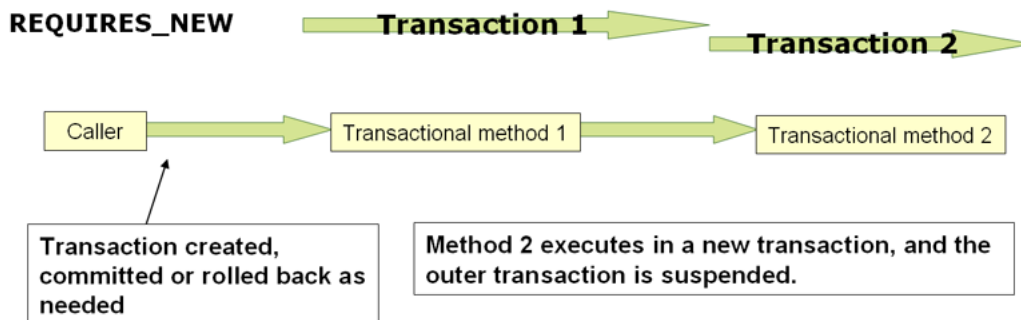 REQUIRES_NEW
Transaction 1
Transaction 2
Caller
Transactional method 1
Transactional method 2
Transaction created,
committed or rolled back as
needed
Method 2 executes in a new transaction, and the
outer transaction is suspended.